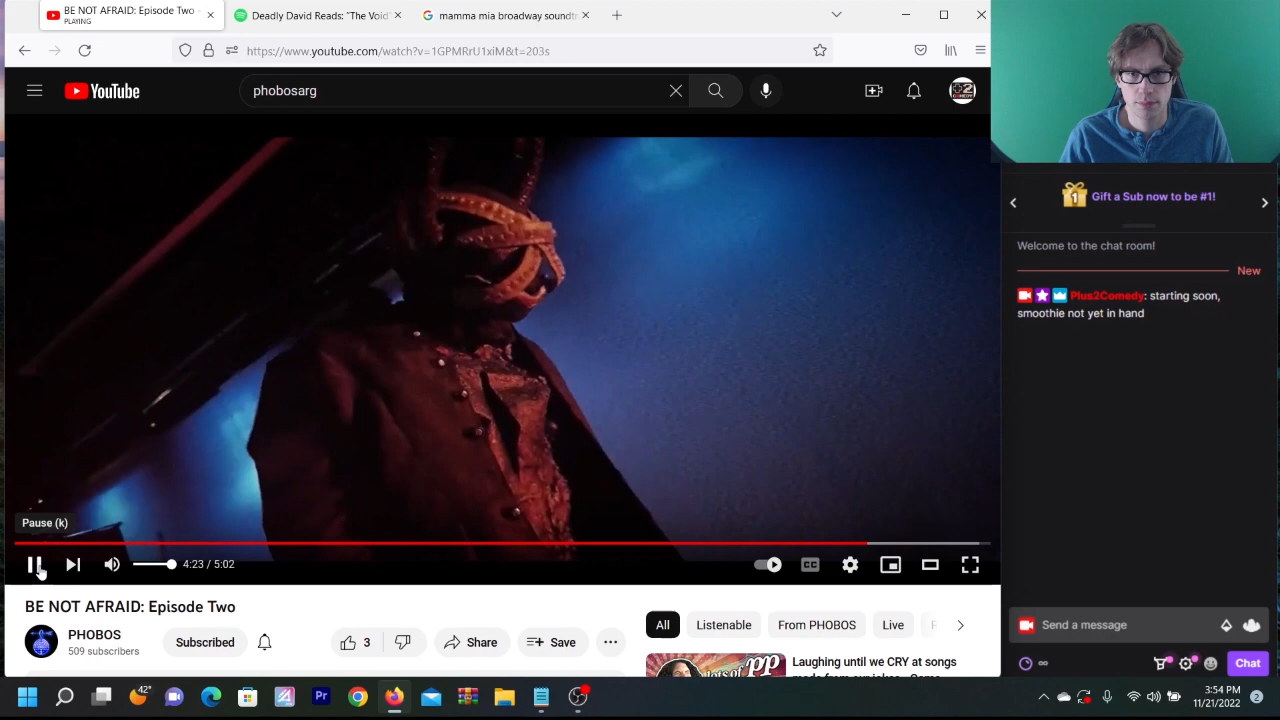 BE NOT AFRAID: Episode Two -
PLAYING
Deadly David Reads: "The Void
mamma mia broadway soundt
https://www.youtube.com/watch?v=1GPMRrU1xiM&t=203s
YouTube
phobosarg
Gift a Sub now to be #1!
Welcome to the chat room!
New
Plus2Comedy: starting soon,
smoothie not yet in hand
Pause (k)
4:23 / 5:02
CC
BE NOT AFRAID: Episode Two
PHOBOS
509 subscribers
Subscribed
3
Share
Save
All
Listenable
From PHOBOS
Live
Laughing until we CRY at songs
Send a message
Chat
42°
Pr
3:54 PM
11/21/2022
2